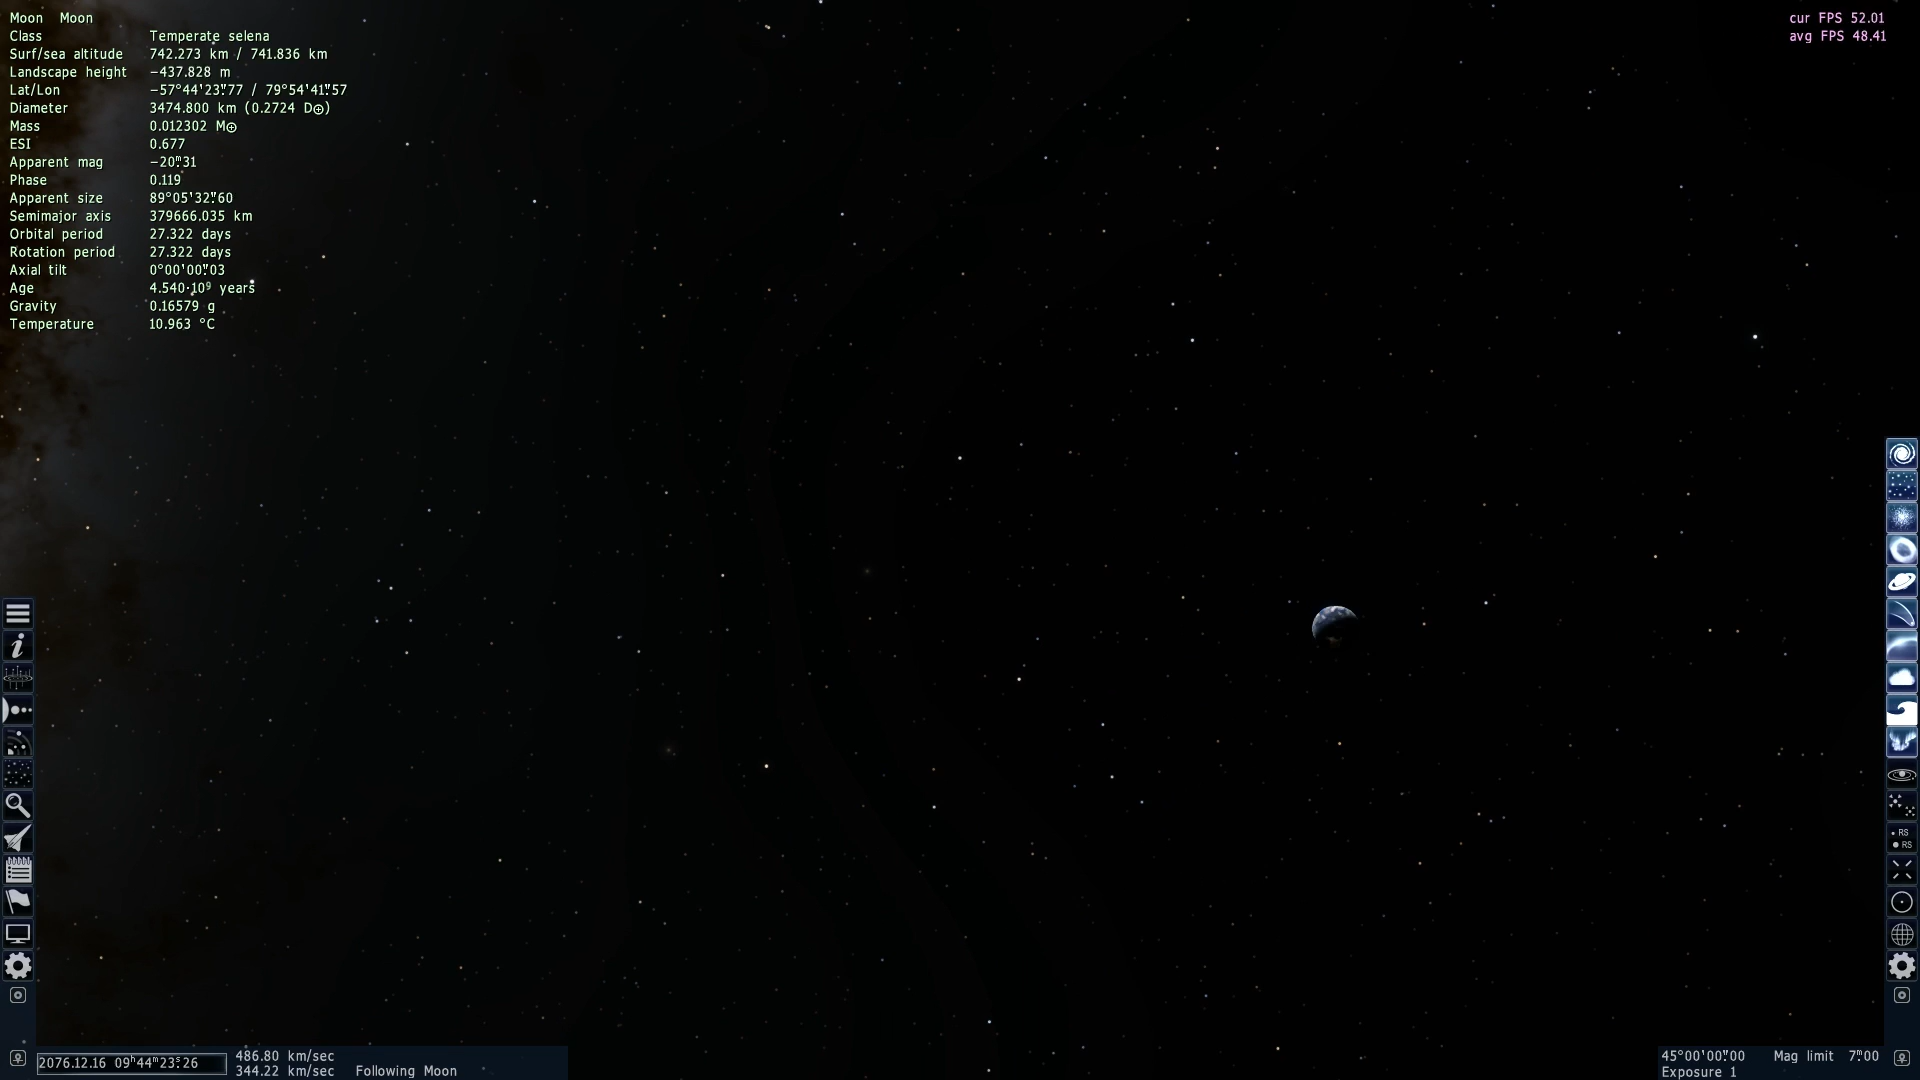 Moon Moon
Class Temperate selena
Surf/sea altitude 742.273 km / 741.836 km
Landscape height −437.828 m
Lat/Lon −57°44'23"77 / 79°54'41"57
Diameter 3474.800 km (0.2724 D⊕)
Mass 0.012302 M⊕
ESI 0.677
Apparent mag −20ᵐ31
Phase 0.119
Apparent size 89°05'32"60
Semimajor axis 379666.035 km
Orbital period 27.322 days
Rotation period 27.322 days
Axial tilt 0°00'00"03
Age 4.540·10⁹ years
Gravity 0.16579 g
Temperature 10.963 °C
cur FPS 52.01
avg FPS 48.41
RS
RS
2076.12.16 09ʰ44ᵐ23ˢ26
486.80 km/sec
344.22 km/sec Following Moon
45°00'00"00 Mag limit 7ᵐ00
Exposure 1